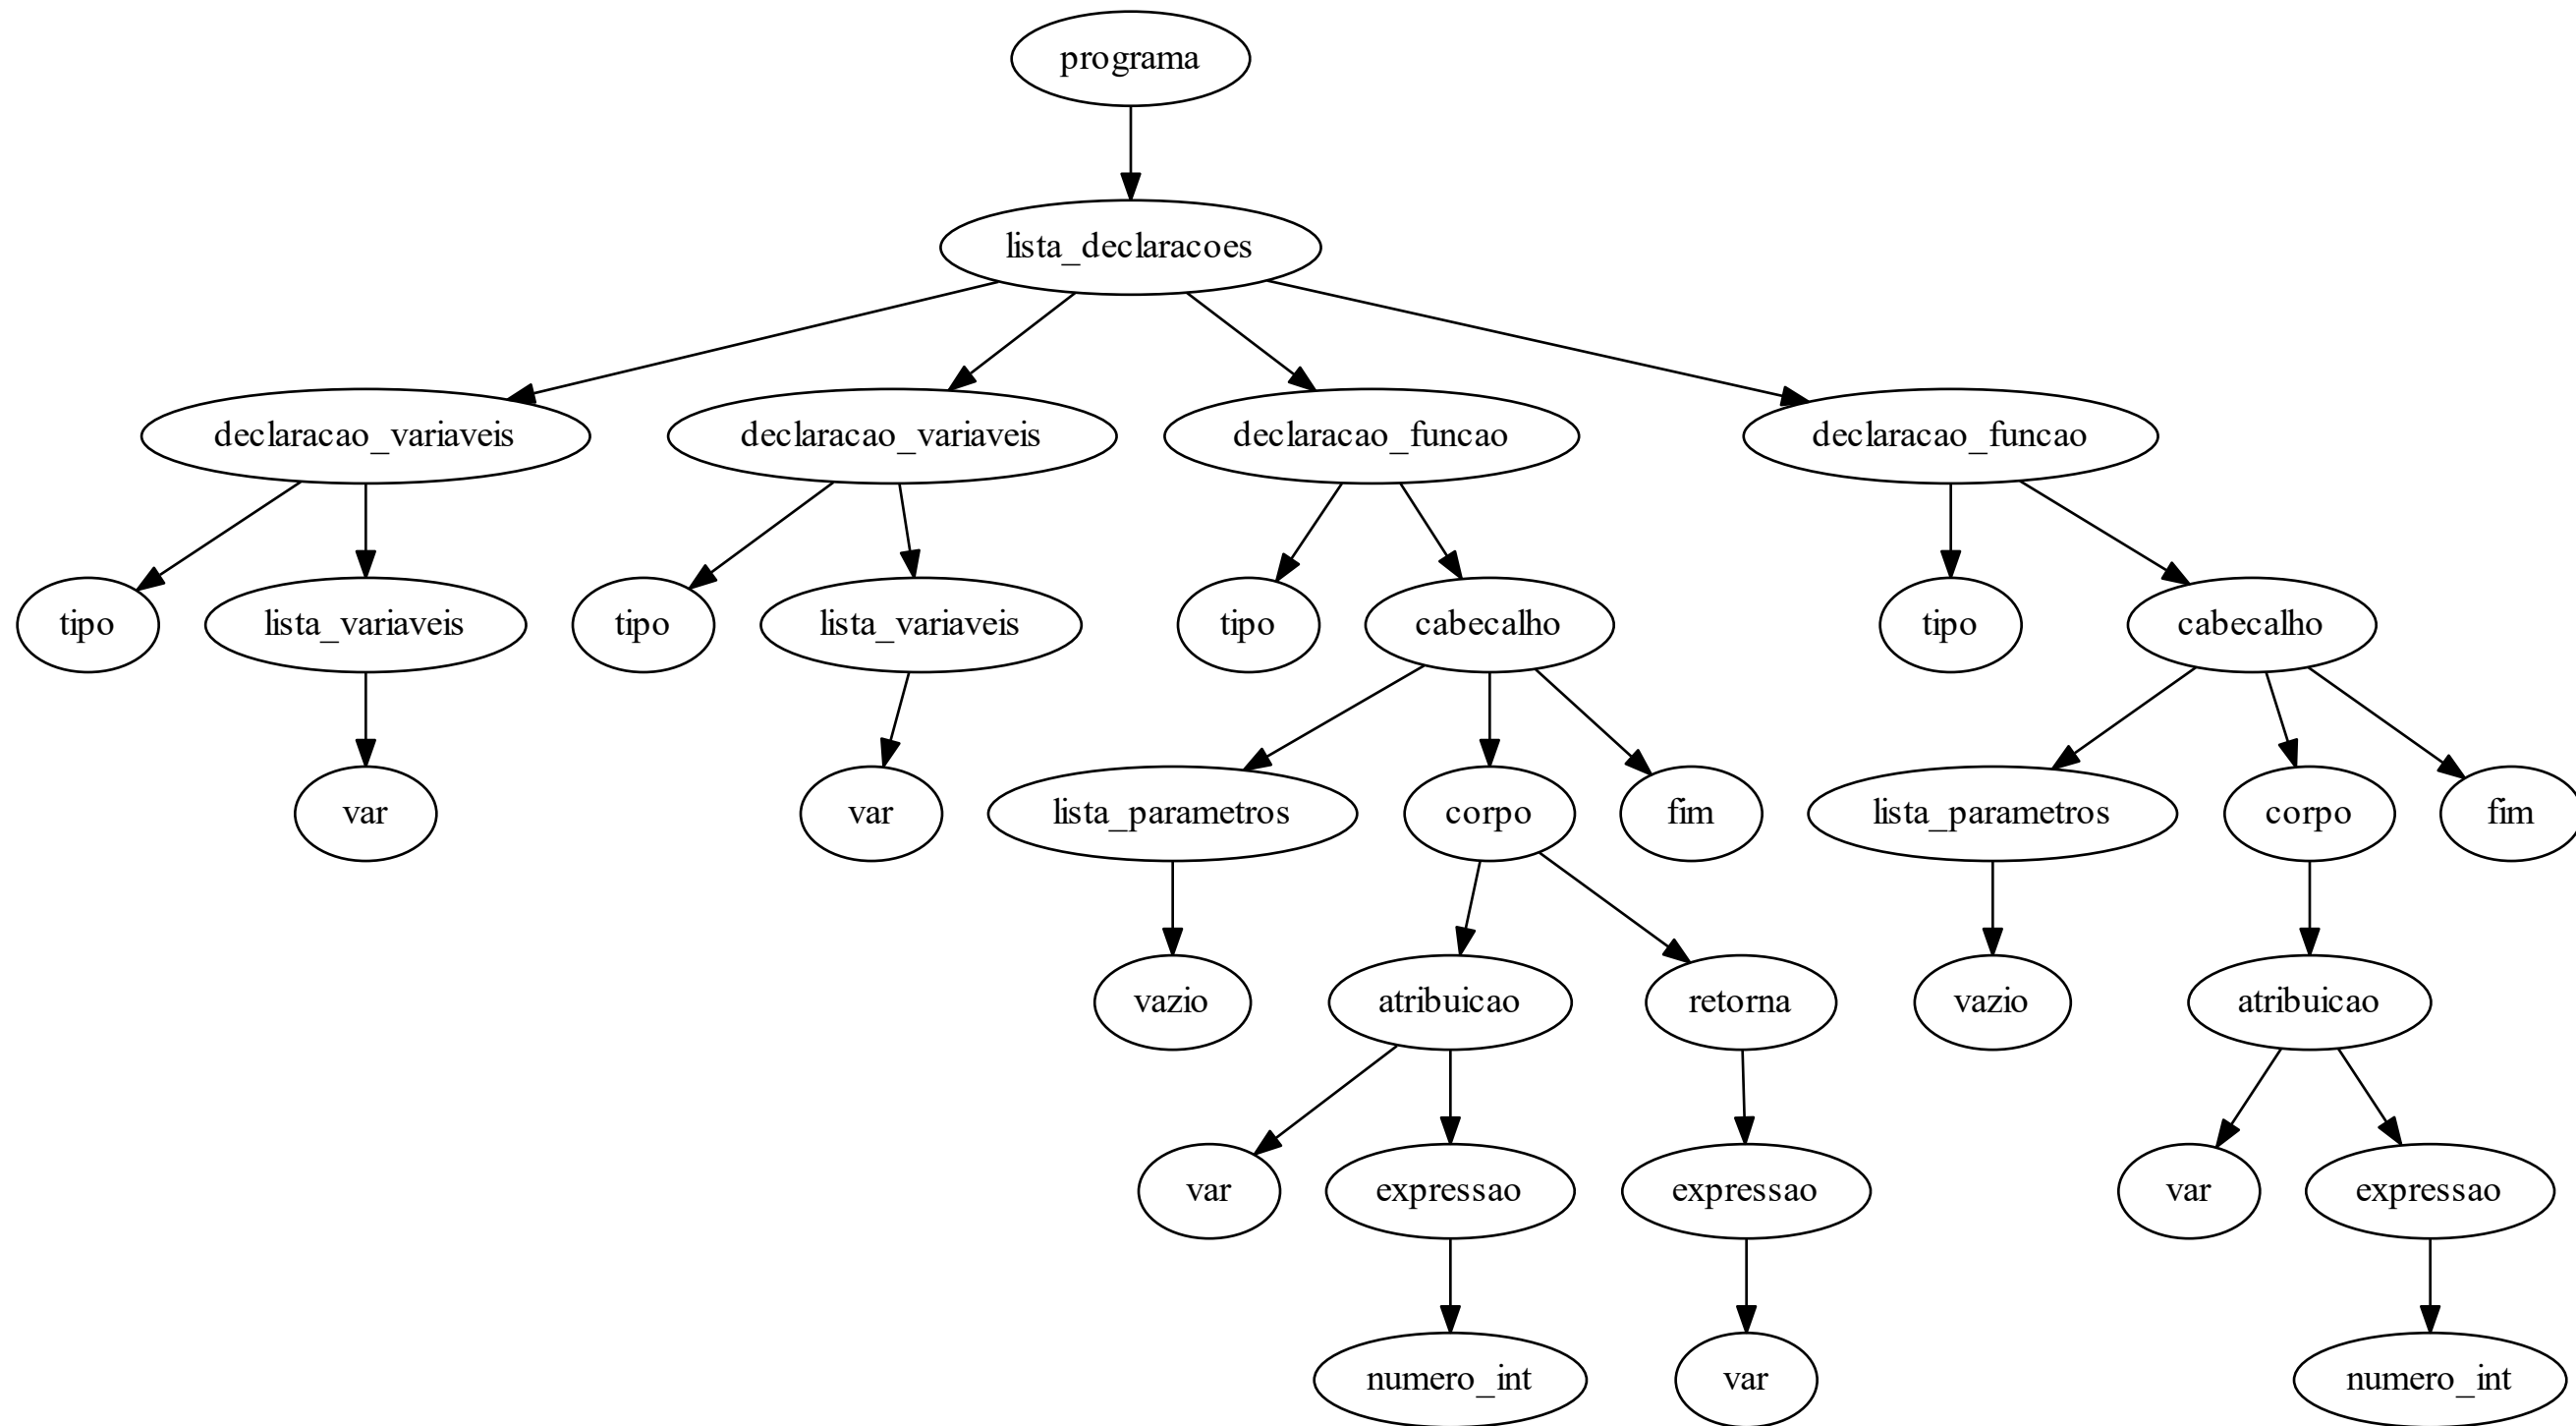 programa
lista_declaracoes
declaracao_variaveis
declaracao_variaveis
declaracao_funcao
declaracao_funcao
tipo
lista_variaveis
tipo
lista_variaveis
tipo
cabecalho
tipo
cabecalho
var
var
lista_parametros
corpo
fim
lista_parametros
corpo
fim
vazio
atribuicao
retorna
vazio
atribuicao
var
expressao
expressao
var
expressao
numero_int
var
numero_int